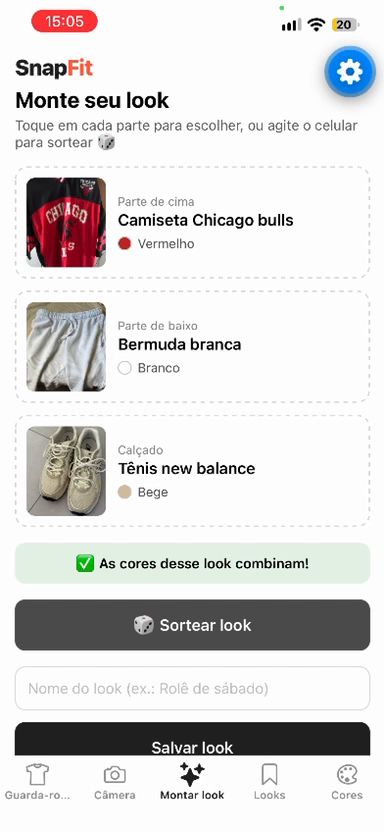 15:05
20
SnapFit
Monte seu look
Toque em cada parte para escolher, ou agite o celular
para sortear 🎲
CHICAGO
Parte de cima
Camiseta Chicago bulls
Vermelho
Parte de baixo
Bermuda branca
Branco
Calçado
Tênis new balance
Bege
✅ As cores desse look combinam!
🎲 Sortear look
Nome do look (ex.: Rolê de sábado)
Salvar look
Guarda-ro...
Câmera
Montar look
Looks
Cores